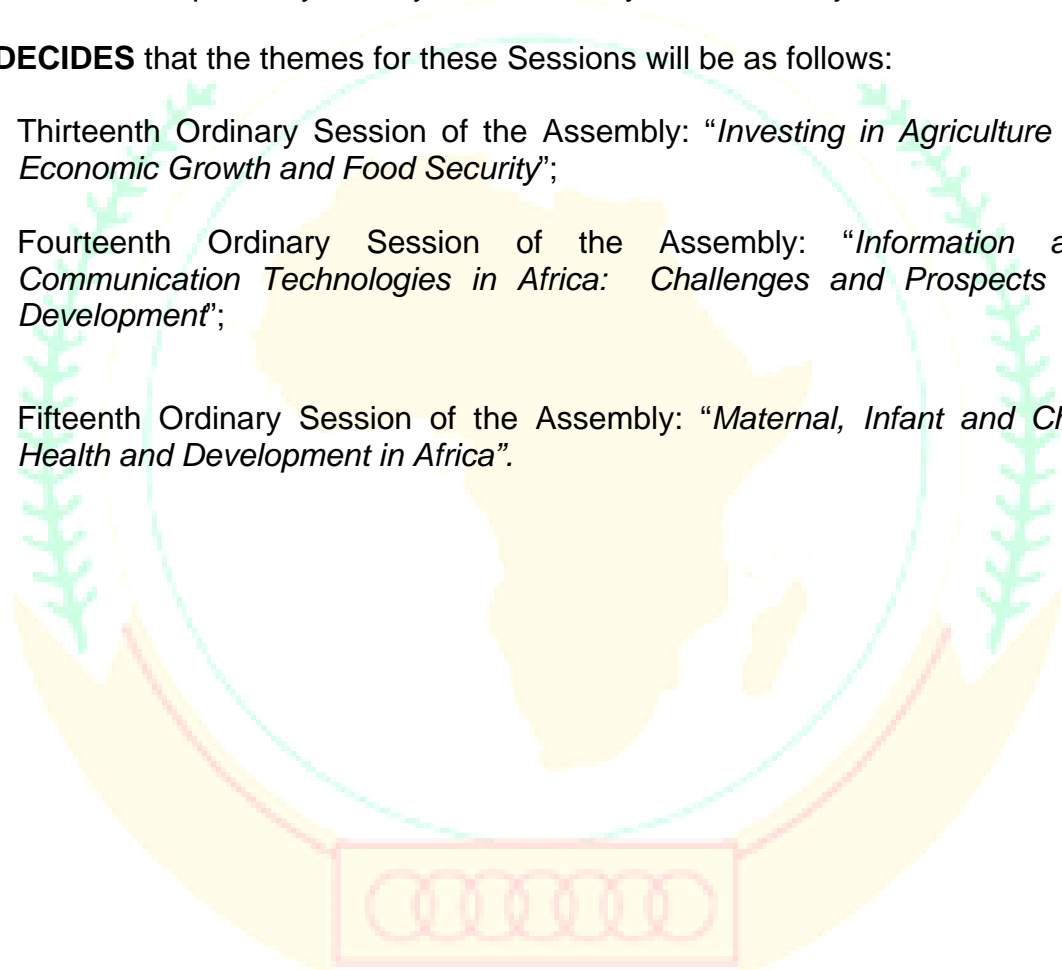 DECIDES that the themes for these Sessions will be as follows:
Thirteenth Ordinary Session of the Assembly: “Investing in Agriculture
Economic Growth and Food Security”;
Fourteenth Ordinary Session of the Assembly: “Information
Communication Technologies in Africa: Challenges and Prospects
Development”;
Fifteenth Ordinary Session of the Assembly: “Maternal, Infant and
Health and Development in Africa”.